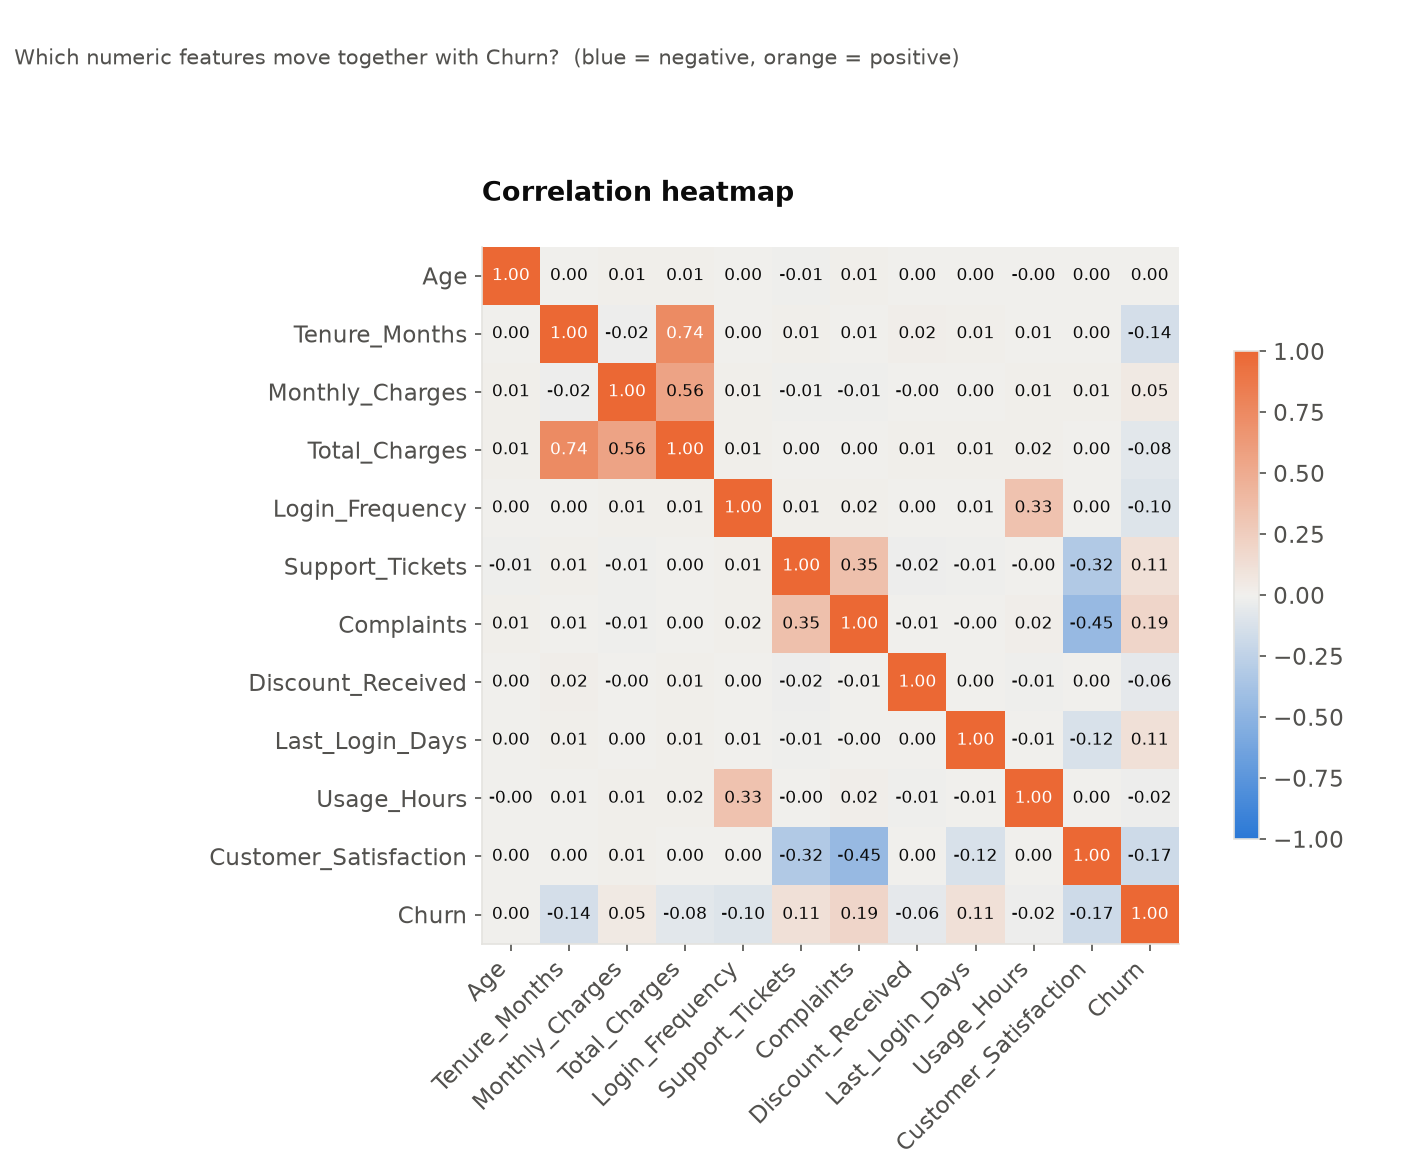 Which numeric features move together with Churn?  (blue = negative, orange = positive)
Correlation heatmap
Age 1.00 0.00 0.01 0.01 0.00 -0.01 0.01 0.00 0.00 -0.00 0.00 0.00
Tenure_Months 0.00 1.00 -0.02 0.74 0.00 0.01 0.01 0.02 0.01 0.01 0.00 -0.14
Monthly_Charges 0.01 -0.02 1.00 0.56 0.01 -0.01 -0.01 -0.00 0.00 0.01 0.01 0.05
Total_Charges 0.01 0.74 0.56 1.00 0.01 0.00 0.00 0.01 0.01 0.02 0.00 -0.08
Login_Frequency 0.00 0.00 0.01 0.01 1.00 0.01 0.02 0.00 0.01 0.33 0.00 -0.10
Support_Tickets -0.01 0.01 -0.01 0.00 0.01 1.00 0.35 -0.02 -0.01 -0.00 -0.32 0.11
Complaints 0.01 0.01 -0.01 0.00 0.02 0.35 1.00 -0.01 -0.00 0.02 -0.45 0.19
Discount_Received 0.00 0.02 -0.00 0.01 0.00 -0.02 -0.01 1.00 0.00 -0.01 0.00 -0.06
Last_Login_Days 0.00 0.01 0.00 0.01 0.01 -0.01 -0.00 0.00 1.00 -0.01 -0.12 0.11
Usage_Hours -0.00 0.01 0.01 0.02 0.33 -0.00 0.02 -0.01 -0.01 1.00 0.00 -0.02
Customer_Satisfaction 0.00 0.00 0.01 0.00 0.00 -0.32 -0.45 0.00 -0.12 0.00 1.00 -0.17
Churn 0.00 -0.14 0.05 -0.08 -0.10 0.11 0.19 -0.06 0.11 -0.02 -0.17 1.00
Age
Tenure_Months
Monthly_Charges
Total_Charges
Login_Frequency
Support_Tickets
Complaints
Discount_Received
Last_Login_Days
Usage_Hours
Customer_Satisfaction
Churn
1.00
0.75
0.50
0.25
0.00
−0.25
−0.50
−0.75
−1.00